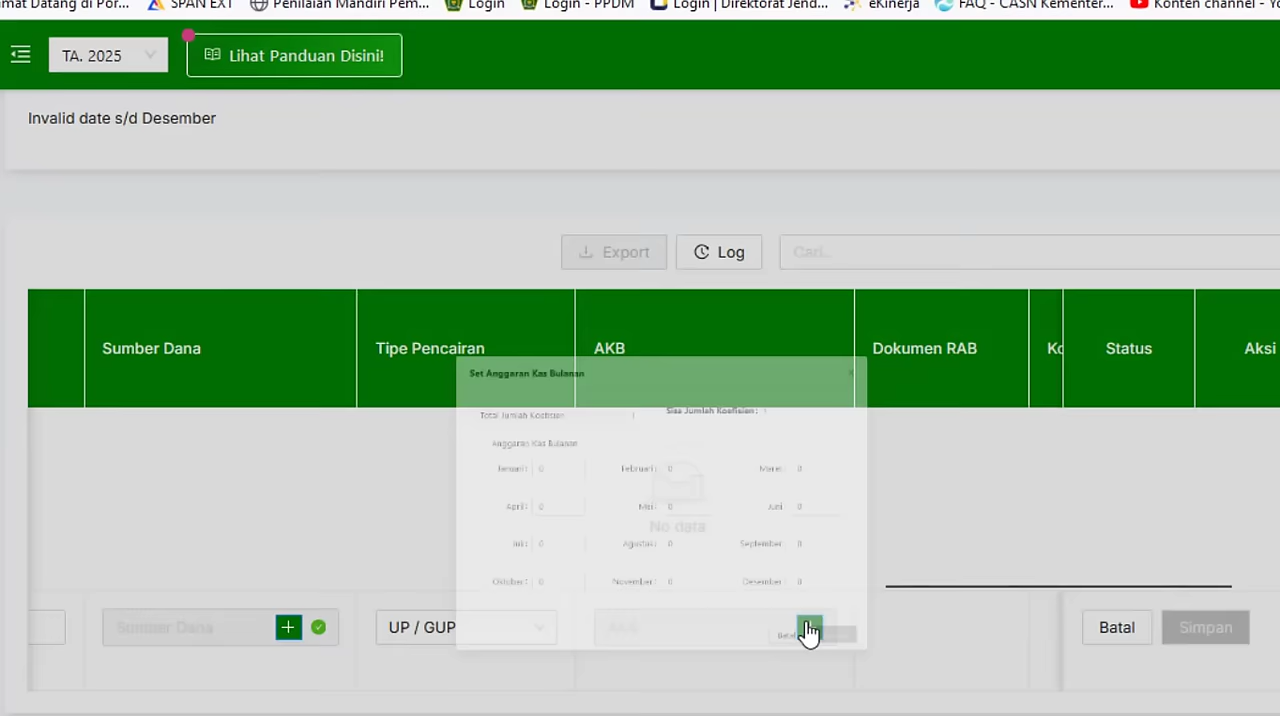 mat Datang di Por... SPAN EXT Penilaian Mandiri Pem... Login Login - PPDM Login | Direktorat Jend... eKinerja FAQ - CASN Kementer... Konten channel - Yo
TA. 2025 Lihat Panduan Disini!
Invalid date s/d Desember
Export Log Cari..
Sumber Dana Tipe Pencairan AKB Dokumen RAB Ko Status Aksi
Set Anggaran Kas Bulanan
Total Jumlah Koefisien 1 Sisa Jumlah Koefisien : 1
Anggaran Kas Bulanan
Januari : 0 Februari : 0 Maret : 0
April : 0 Mei : 0 Juni : 0
No data
Juli : 0 Agustus : 0 September : 0
Oktober : 0 November : 0 Desember : 0
Sumber Dana UP / GUP AKB Batal Simpan
Batal